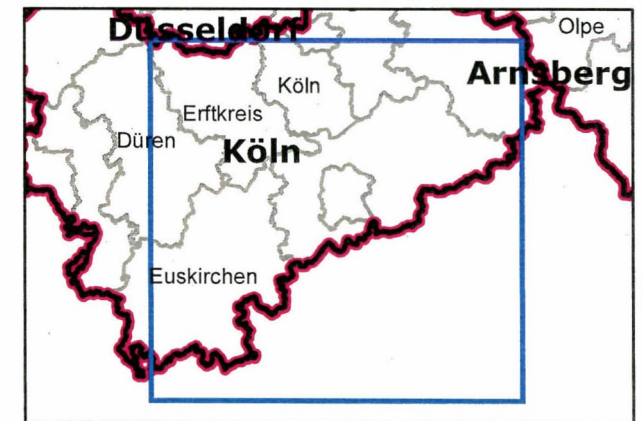 Düsseldorf
Olpe
Arnsberg
Köln
Erftkreis
Düren
Köln
Euskirchen